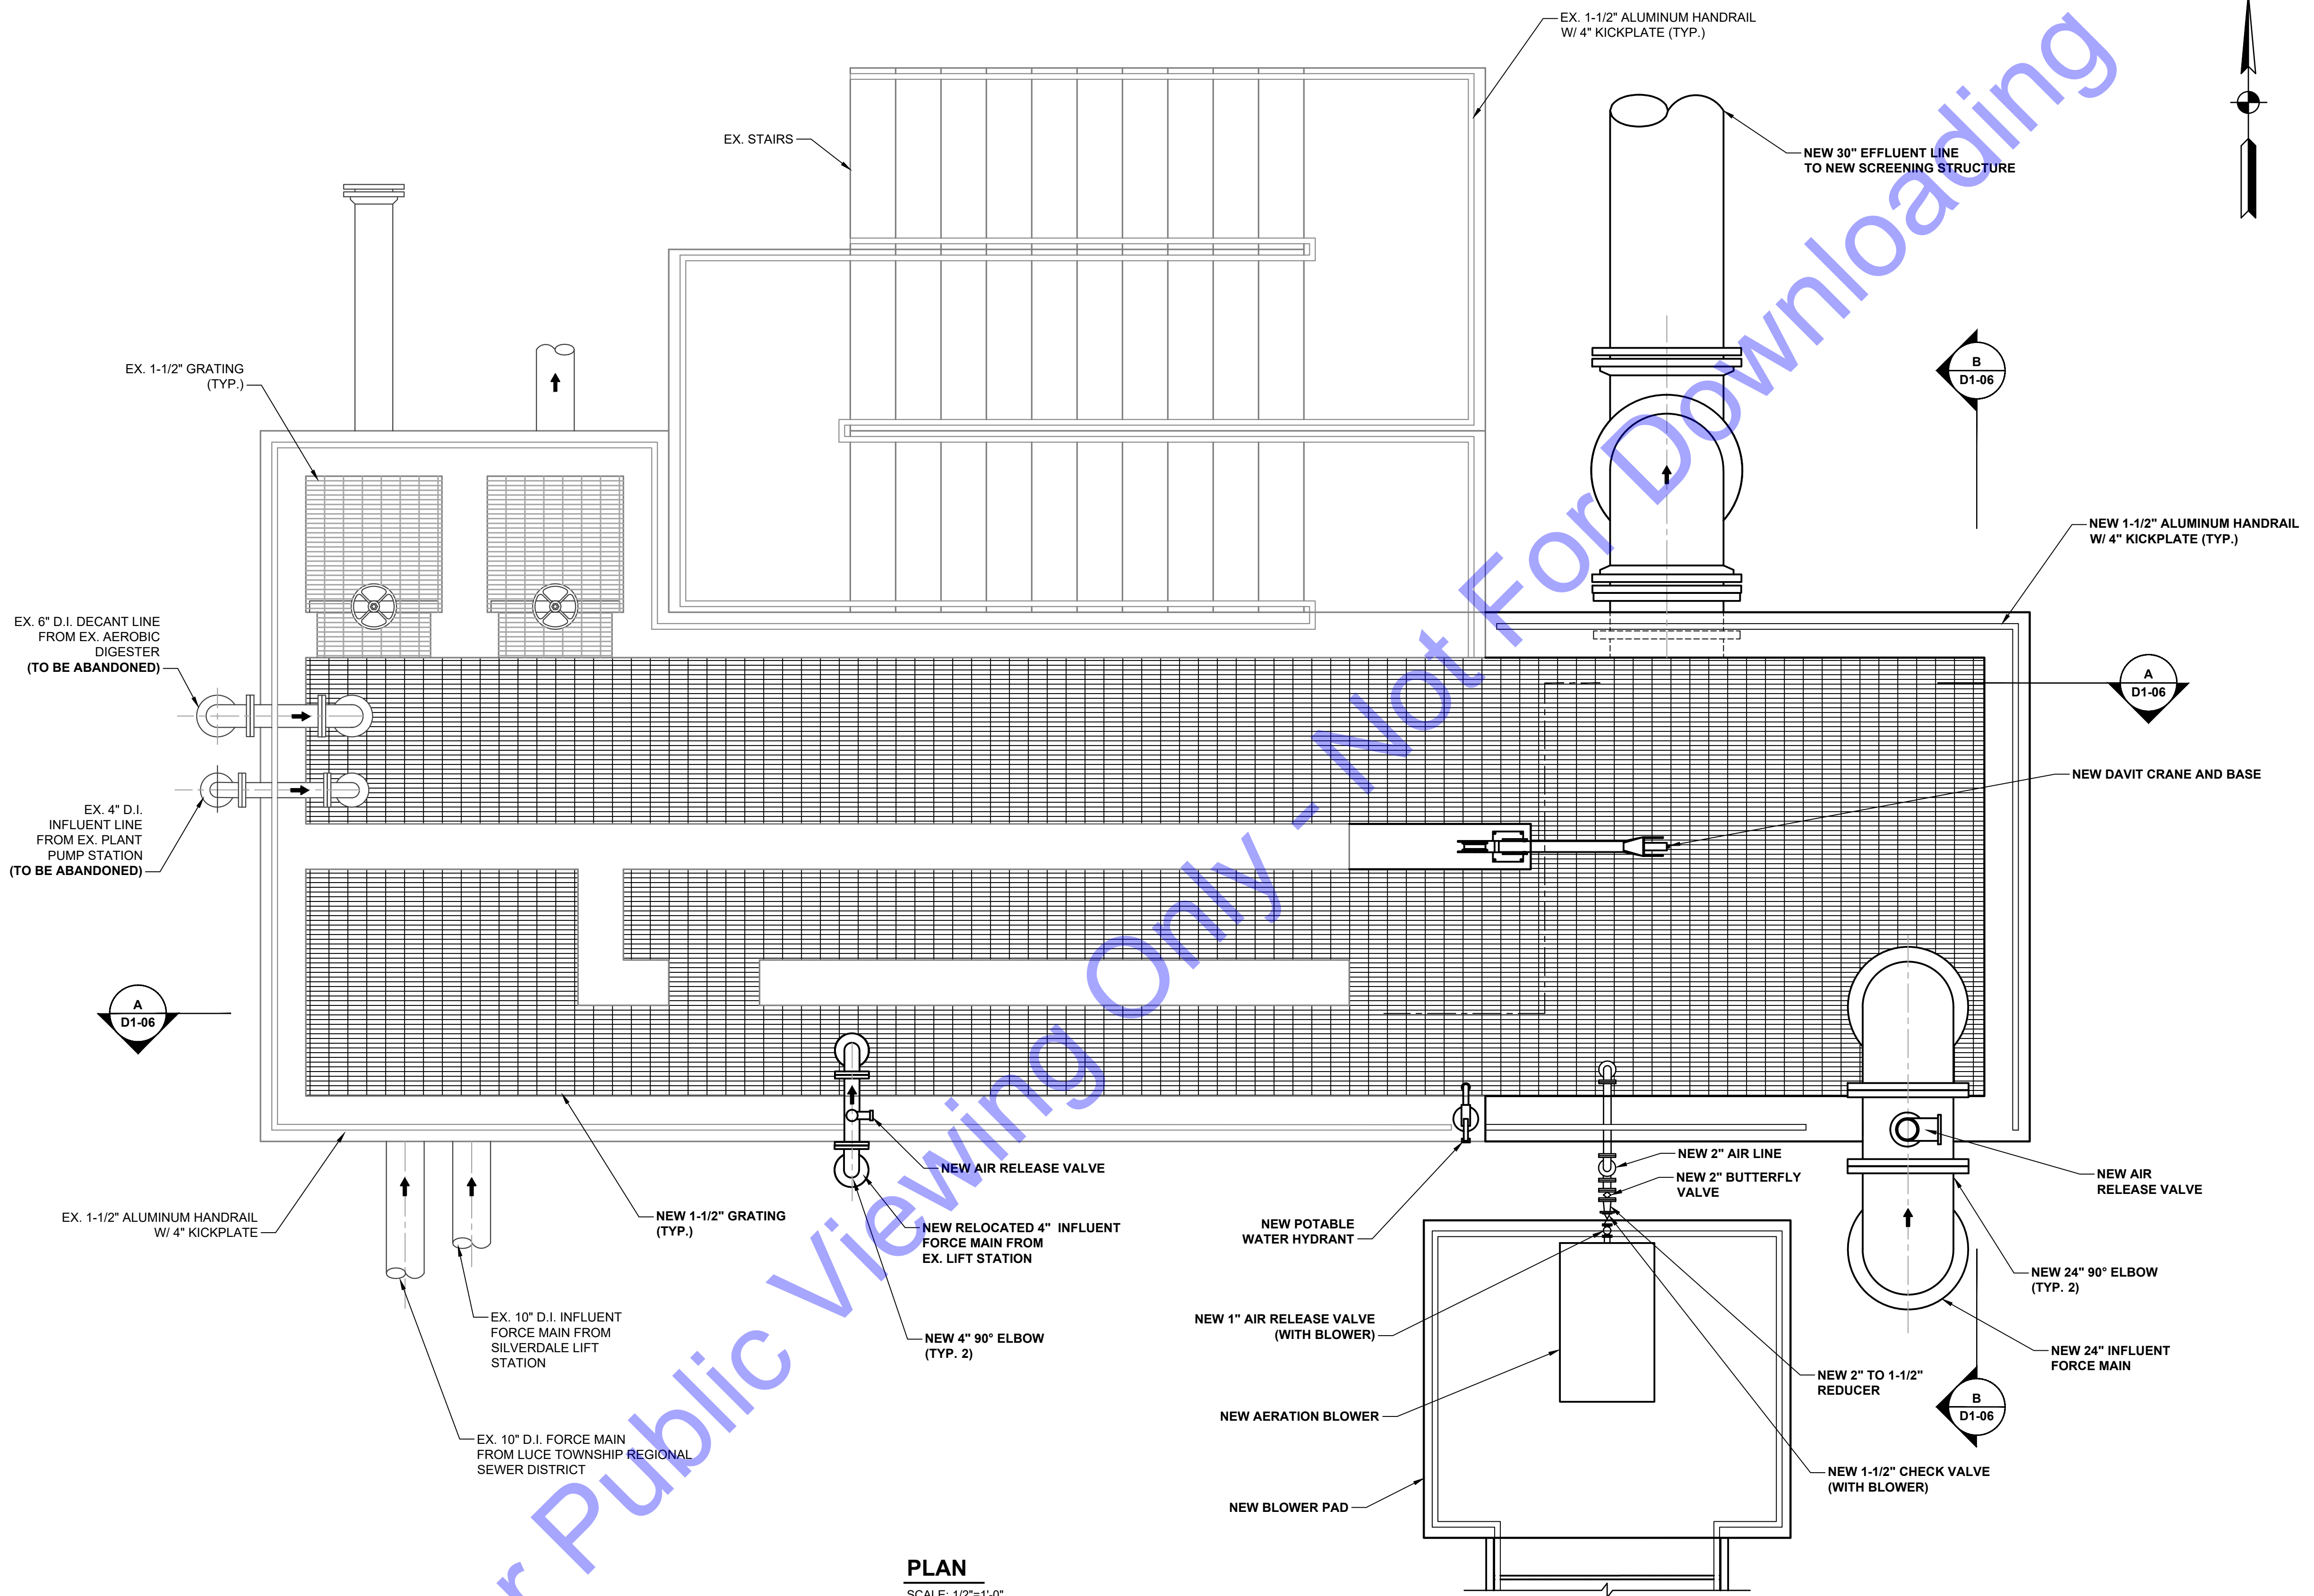 EX. 1-1/2" ALUMINUM HANDRAIL
W/ 4" KICKPLATE (TYP.)
EX. STAIRS
NEW 30" EFFLUENT LINE
TO NEW SCREENING STRUCTURE
EX. 1-1/2" GRATING
(TYP.)
B
D1-06
NEW 1-1/2" ALUMINUM HANDRAIL
W/ 4" KICKPLATE (TYP.)
EX. 6" D.I. DECANT LINE
FROM EX. AEROBIC
DIGESTER
(TO BE ABANDONED)
A
D1-06
NEW DAVIT CRANE AND BASE
EX. 4" D.I.
INFLUENT LINE
FROM EX. PLANT
PUMP STATION
(TO BE ABANDONED)
A
D1-06
NEW AIR RELEASE VALVE
NEW 2" AIR LINE
NEW 2" BUTTERFLY
VALVE
NEW AIR
RELEASE VALVE
EX. 1-1/2" ALUMINUM HANDRAIL
W/ 4" KICKPLATE
NEW 1-1/2" GRATING
(TYP.)
NEW RELOCATED 4" INFLUENT
FORCE MAIN FROM
EX. LIFT STATION
NEW POTABLE
WATER HYDRANT
NEW 24" 90° ELBOW
(TYP. 2)
EX. 10" D.I. INFLUENT
FORCE MAIN FROM
SILVERDALE LIFT
STATION
NEW 4" 90° ELBOW
(TYP. 2)
NEW 1" AIR RELEASE VALVE
(WITH BLOWER)
NEW 24" INFLUENT
FORCE MAIN
NEW 2" TO 1-1/2"
REDUCER
NEW AERATION BLOWER
B
D1-06
EX. 10" D.I. FORCE MAIN
FROM LUCE TOWNSHIP REGIONAL
SEWER DISTRICT
NEW 1-1/2" CHECK VALVE
(WITH BLOWER)
NEW BLOWER PAD
PLAN
SCALE: 1/2"=1'-0"
r Public Viewing Only - Not For Downloading